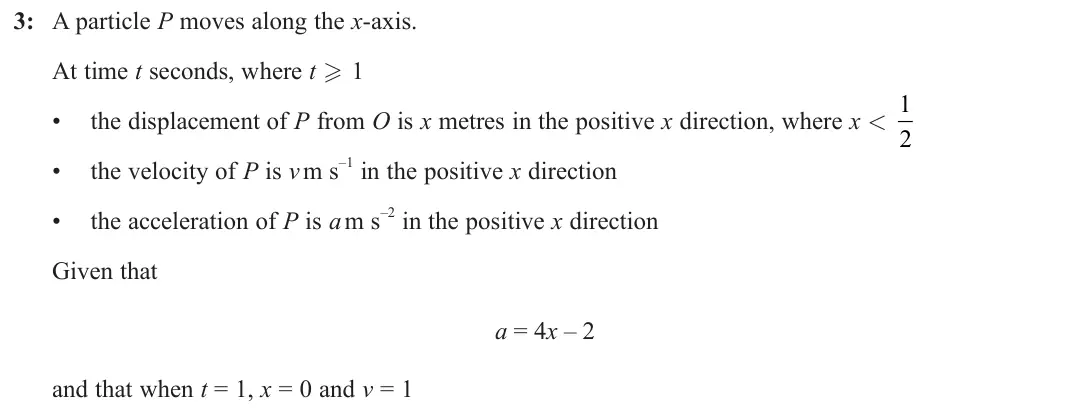 3: A particle P moves along the x-axis.
At time t seconds, where t ⩾ 1
• the displacement of P from O is x metres in the positive x direction, where x < 1/2
• the velocity of P is v m s⁻¹ in the positive x direction
• the acceleration of P is a m s⁻² in the positive x direction
Given that
a = 4x – 2
and that when t = 1, x = 0 and v = 1